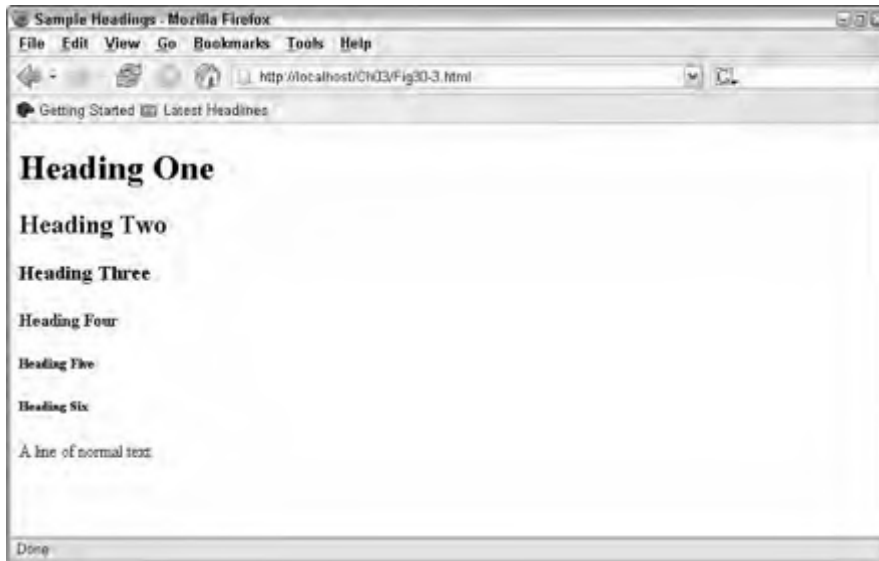 Sample Headings - Mozilla Firefox
File Edit View Go Bookmarks Tools Help
http://localhost/Ch03/Fig30-3.html
Getting Started Latest Headlines
Heading One
Heading Two
Heading Three
Heading Four
Heading Five
Heading Six
A line of normal text.
Done